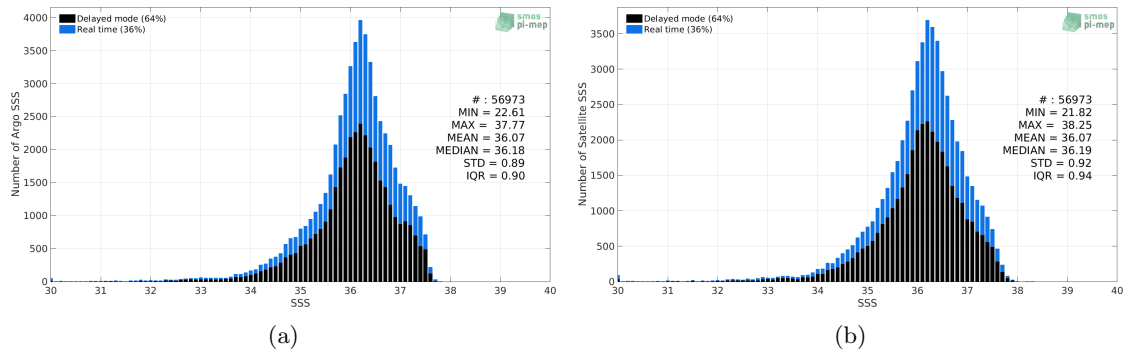 Delayed mode (64%)
Real time (36%)
smos
pi-mep
Number of Argo SSS
4000
3500
3000
2500
2000
1500
1000
500
0
# : 56973
MIN = 22.61
MAX = 37.77
MEAN = 36.07
MEDIAN = 36.18
STD = 0.89
IQR = 0.90
30 31 32 33 34 35 36 37 38 39 40
SSS
(a)
Delayed mode (64%)
Real time (36%)
smos
pi-mep
Number of Satellite SSS
3500
3000
2500
2000
1500
1000
500
0
# : 56973
MIN = 21.82
MAX = 38.25
MEAN = 36.07
MEDIAN = 36.19
STD = 0.92
IQR = 0.94
30 31 32 33 34 35 36 37 38 39 40
SSS
(b)